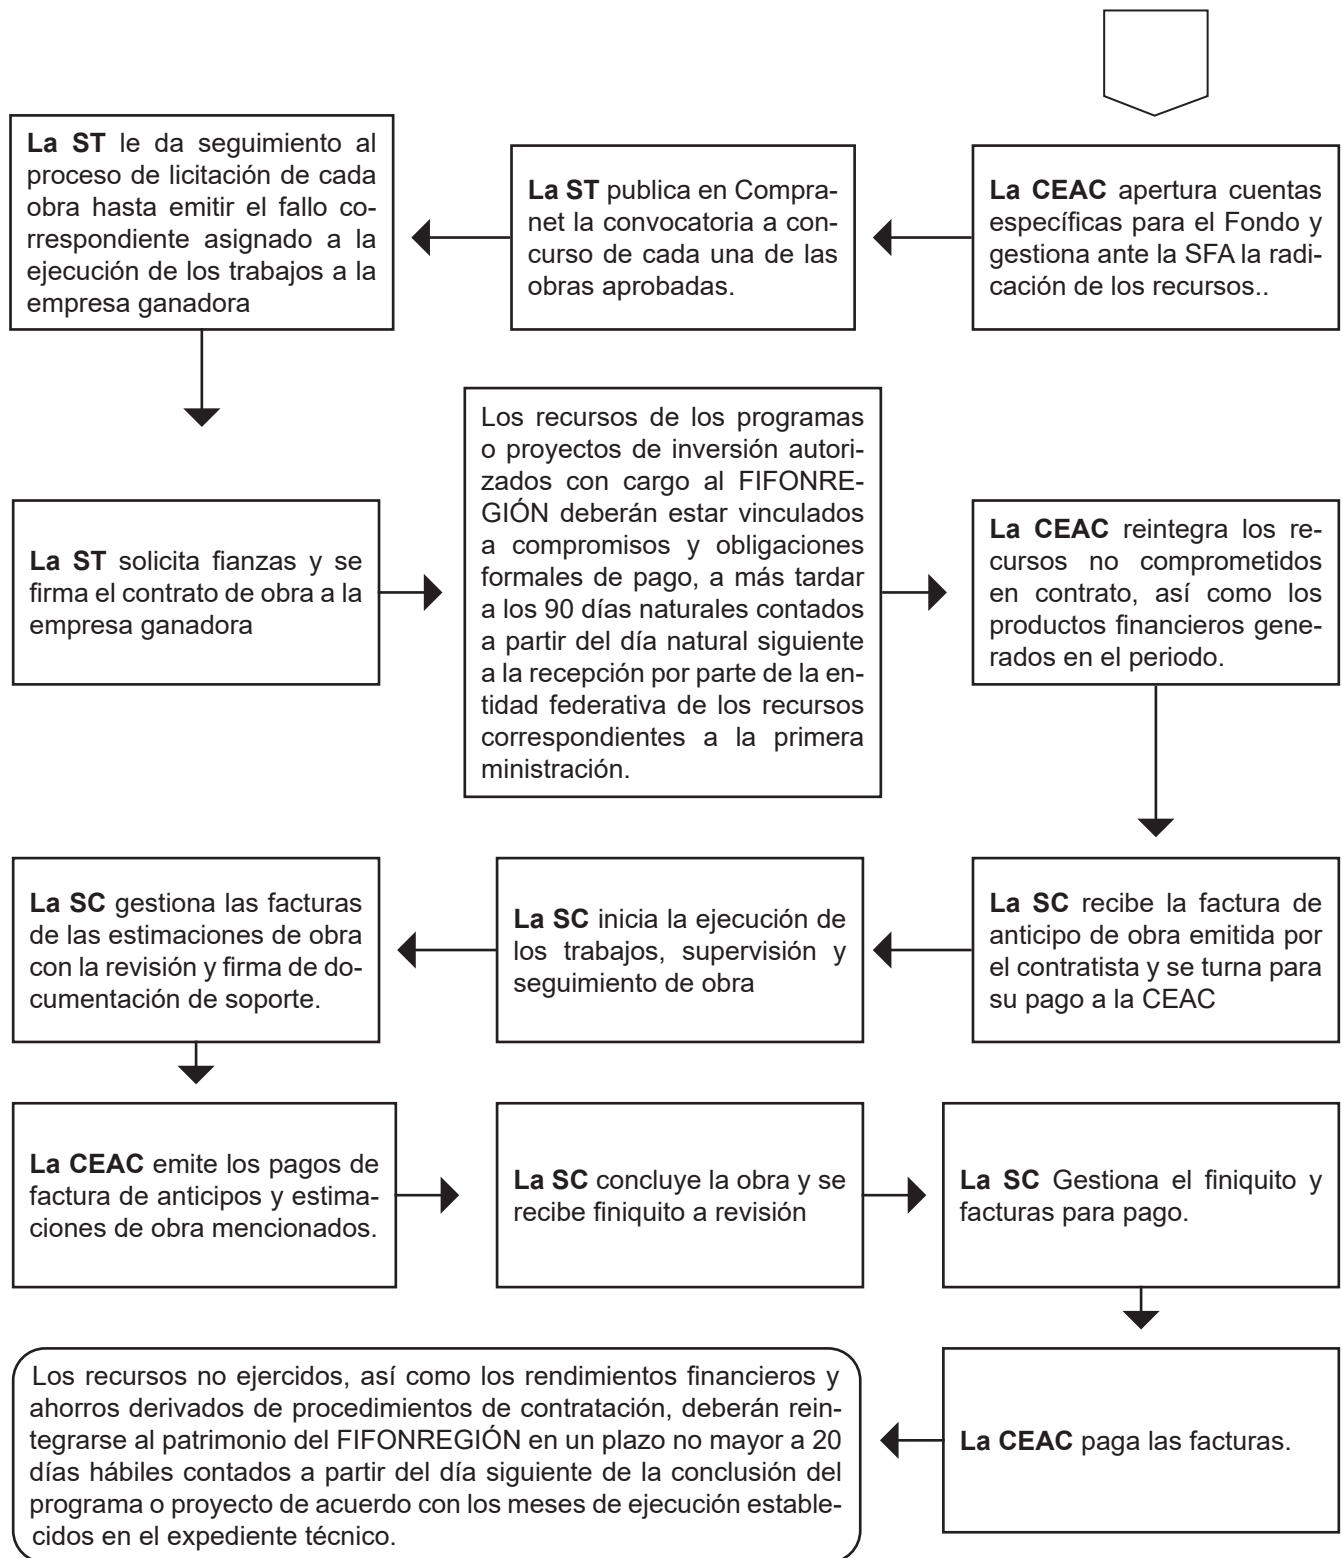 La CEAC apertura cuentas
específicas para el Fondo y
gestiona ante la SFA la radi-
cación de los recursos..
La ST publica en Compra-
net la convocatoria a con-
curso de cada una de las
obras aprobadas.
La ST le da seguimiento al
proceso de licitación de cada
obra hasta emitir el fallo co-
rrespondiente asignado a la
ejecución de los trabajos a la
empresa ganadora
La ST solicita fianzas y se
firma el contrato de obra a la
empresa ganadora
Los recursos de los programas
o proyectos de inversión autori-
zados con cargo al FIFONRE-
GIÓN deberán estar vinculados
a compromisos y obligaciones
formales de pago, a más tardar
a los 90 días naturales contados
a partir del día natural siguiente
a la recepción por parte de la en-
tidad federativa de los recursos
correspondientes a la primera
ministración.
La CEAC reintegra los re-
cursos no comprometidos
en contrato, así como los
productos financieros gene-
rados en el periodo.
La SC recibe la factura de
anticipo de obra emitida por
el contratista y se turna para
su pago a la CEAC
La SC inicia la ejecución de
los trabajos, supervisión y
seguimiento de obra
La SC gestiona las facturas
de las estimaciones de obra
con la revisión y firma de do-
cumentación de soporte.
La CEAC emite los pagos de
factura de anticipos y estima-
ciones de obra mencionados.
La SC concluye la obra y se
recibe finiquito a revisión
La SC Gestiona el finiquito y
facturas para pago.
La CEAC paga las facturas.
Los recursos no ejercidos, así como los rendimientos financieros y
ahorros derivados de procedimientos de contratación, deberán rein-
tegrarse al patrimonio del FIFONREGIÓN en un plazo no mayor a 20
días hábiles contados a partir del día siguiente de la conclusión del
programa o proyecto de acuerdo con los meses de ejecución estable-
cidos en el expediente técnico.